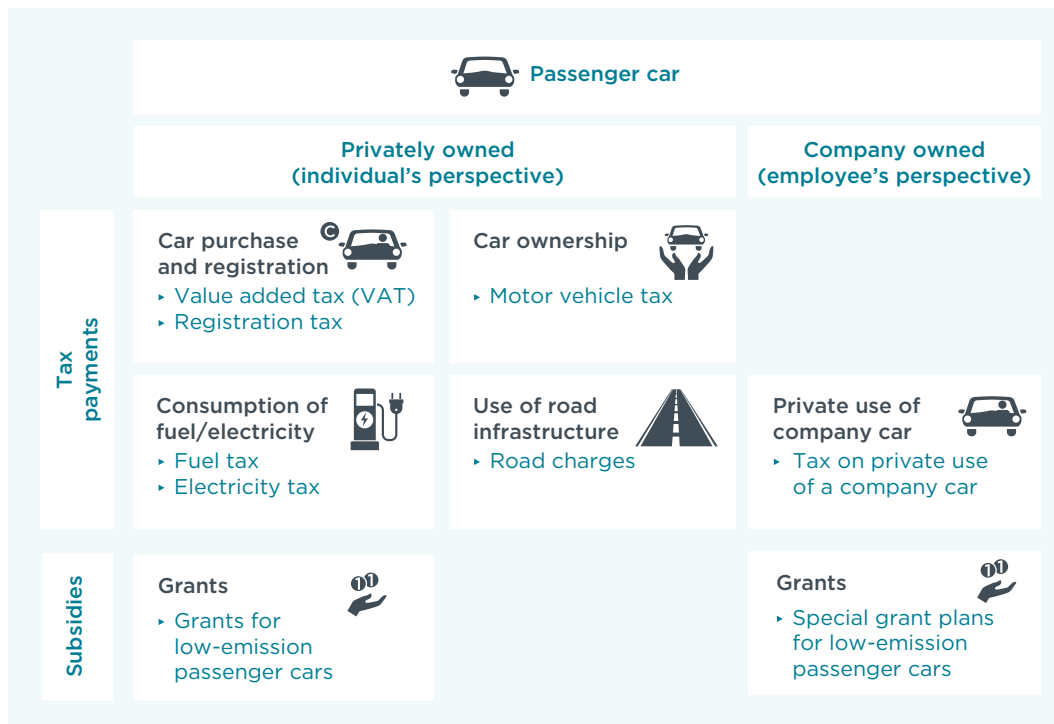 Passenger car
Privately owned
(individual's perspective)
Company owned
(employee's perspective)
Tax
payments
Car purchase
and registration
C
‣ Value added tax (VAT)
‣ Registration tax
Car ownership
‣ Motor vehicle tax
Consumption of
fuel/electricity
‣ Fuel tax
‣ Electricity tax
Use of road
infrastructure
‣ Road charges
Private use of
company car
‣ Tax on private use
of a company car
Subsidies
Grants
11
‣ Grants for
low-emission
passenger cars
Grants
11
‣ Special grant plans
for low-emission
passenger cars